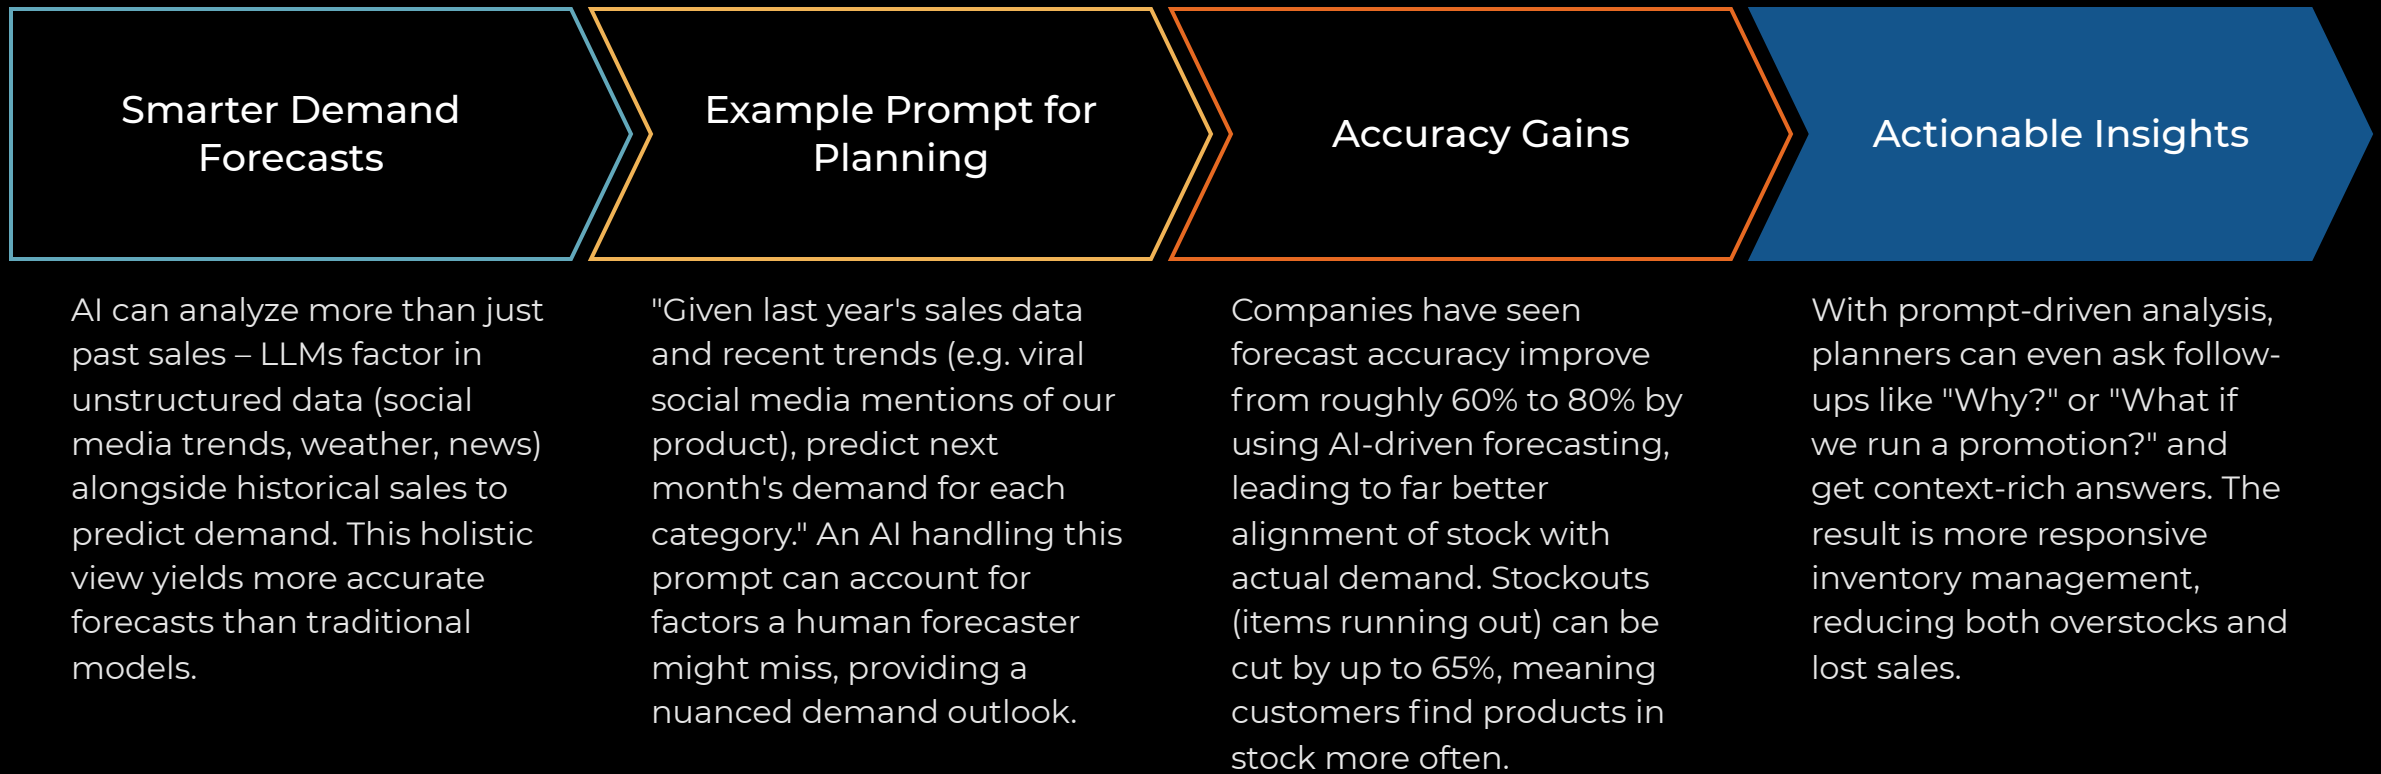 Smarter Demand
Forecasts
AI can analyze more than just
past sales – LLMs factor in
unstructured data (social
media trends, weather, news)
alongside historical sales to
predict demand. This holistic
view yields more accurate
forecasts than traditional
models.
Example Prompt for
Planning
"Given last year's sales data
and recent trends (e.g. viral
social media mentions of our
product), predict next
month's demand for each
category." An AI handling this
prompt can account for
factors a human forecaster
might miss, providing a
nuanced demand outlook.
Accuracy Gains
Companies have seen
forecast accuracy improve
from roughly 60% to 80% by
using AI-driven forecasting,
leading to far better
alignment of stock with
actual demand. Stockouts
(items running out) can be
cut by up to 65%, meaning
customers find products in
stock more often.
Actionable Insights
With prompt-driven analysis,
planners can even ask follow-
ups like "Why?" or "What if
we run a promotion?" and
get context-rich answers. The
result is more responsive
inventory management,
reducing both overstocks and
lost sales.